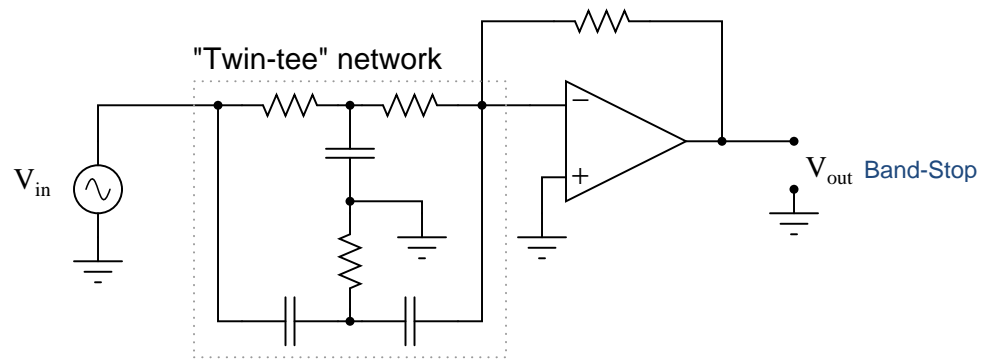 "Twin-tee" network
−
V_in
+
V_out Band-Stop